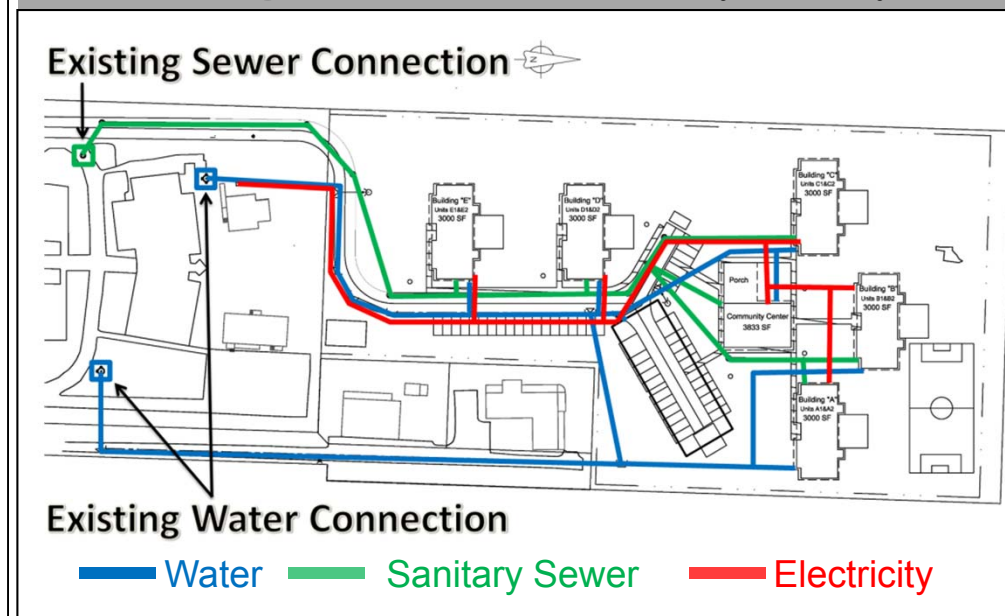 Existing Sewer Connection
N
Building "E"
Units E1&E2
3000 SF
Building "D"
Units D1&D2
3000 SF
Building "C"
Units C1&C2
3000 SF
Porch
Community Center
3833 SF
Building "B"
Units B1&B2
3000 SF
Building "A"
Units A1&A2
3000 SF
Existing Water Connection
Water
Sanitary Sewer
Electricity